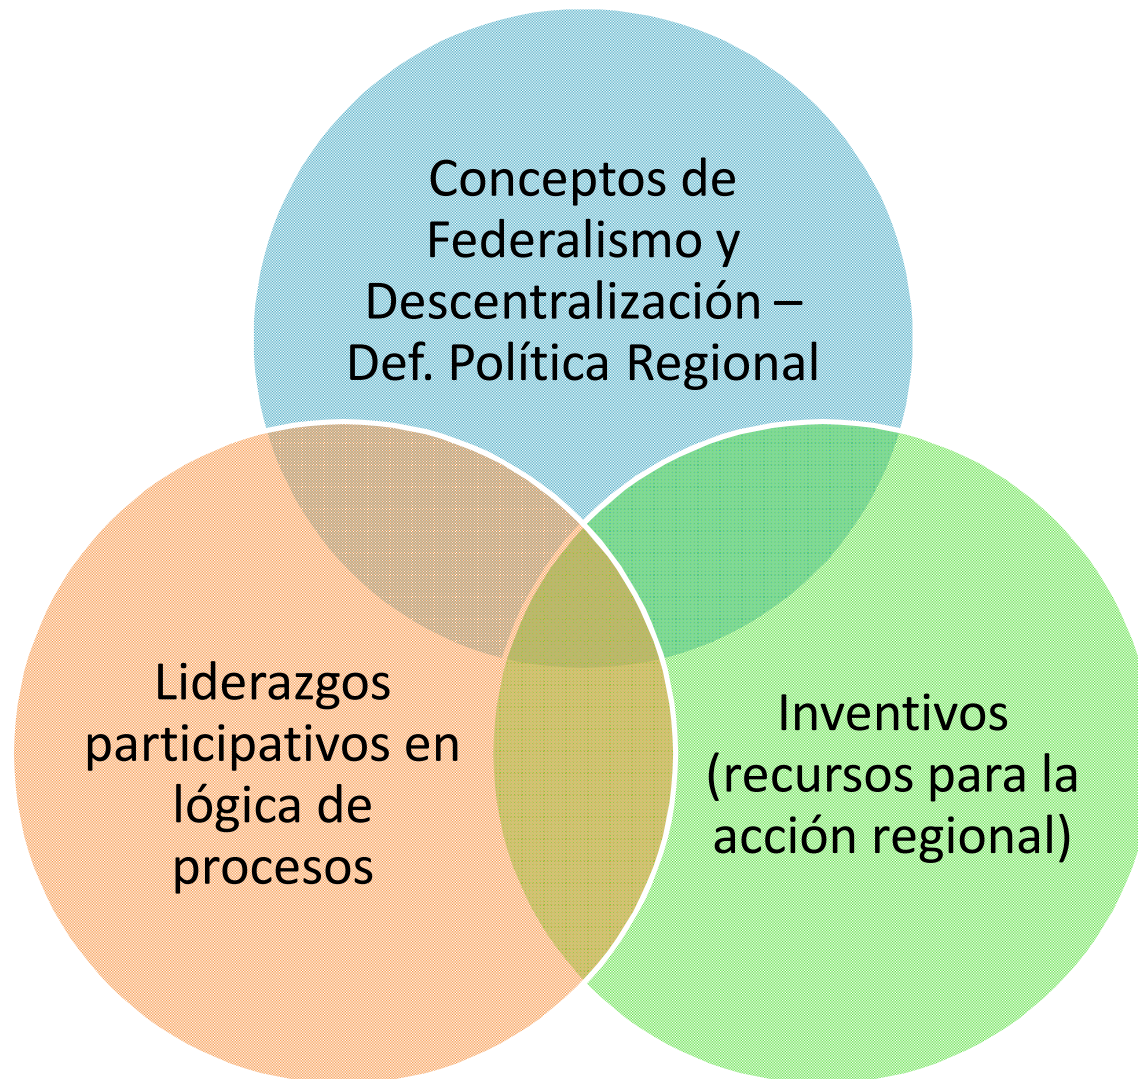 Conceptos de
Federalismo y
Descentralización –
Def. Política Regional
Liderazgos
participativos en
lógica de
procesos
Inventivos
(recursos para la
acción regional)